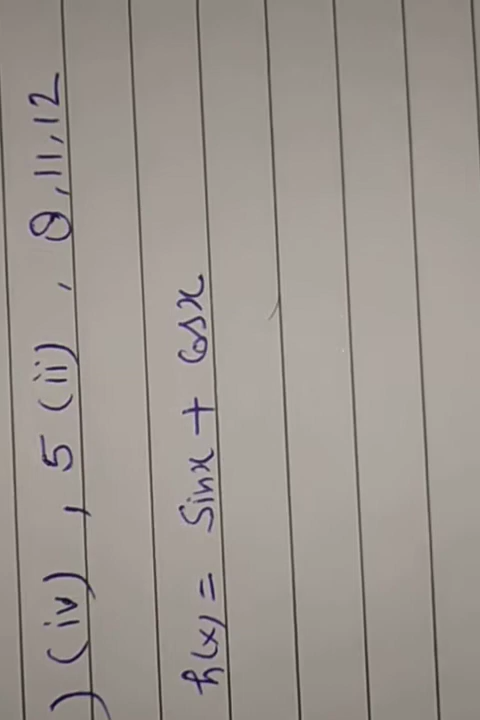 ) (iv) , 5 (ii) , 9, 11, 12
h(x) = Sinx + Cosx